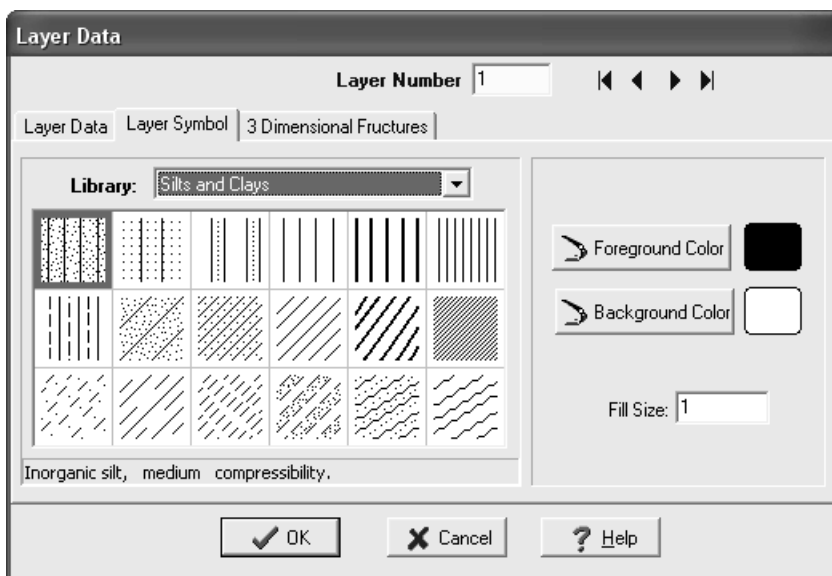 Layer Data
Layer Number 1
Layer Data Layer Symbol 3 Dimensional Fructures
Library: Silts and Clays
Foreground Color
Background Color
Fill Size: 1
Inorganic silt, medium compressibility.
OK Cancel Help